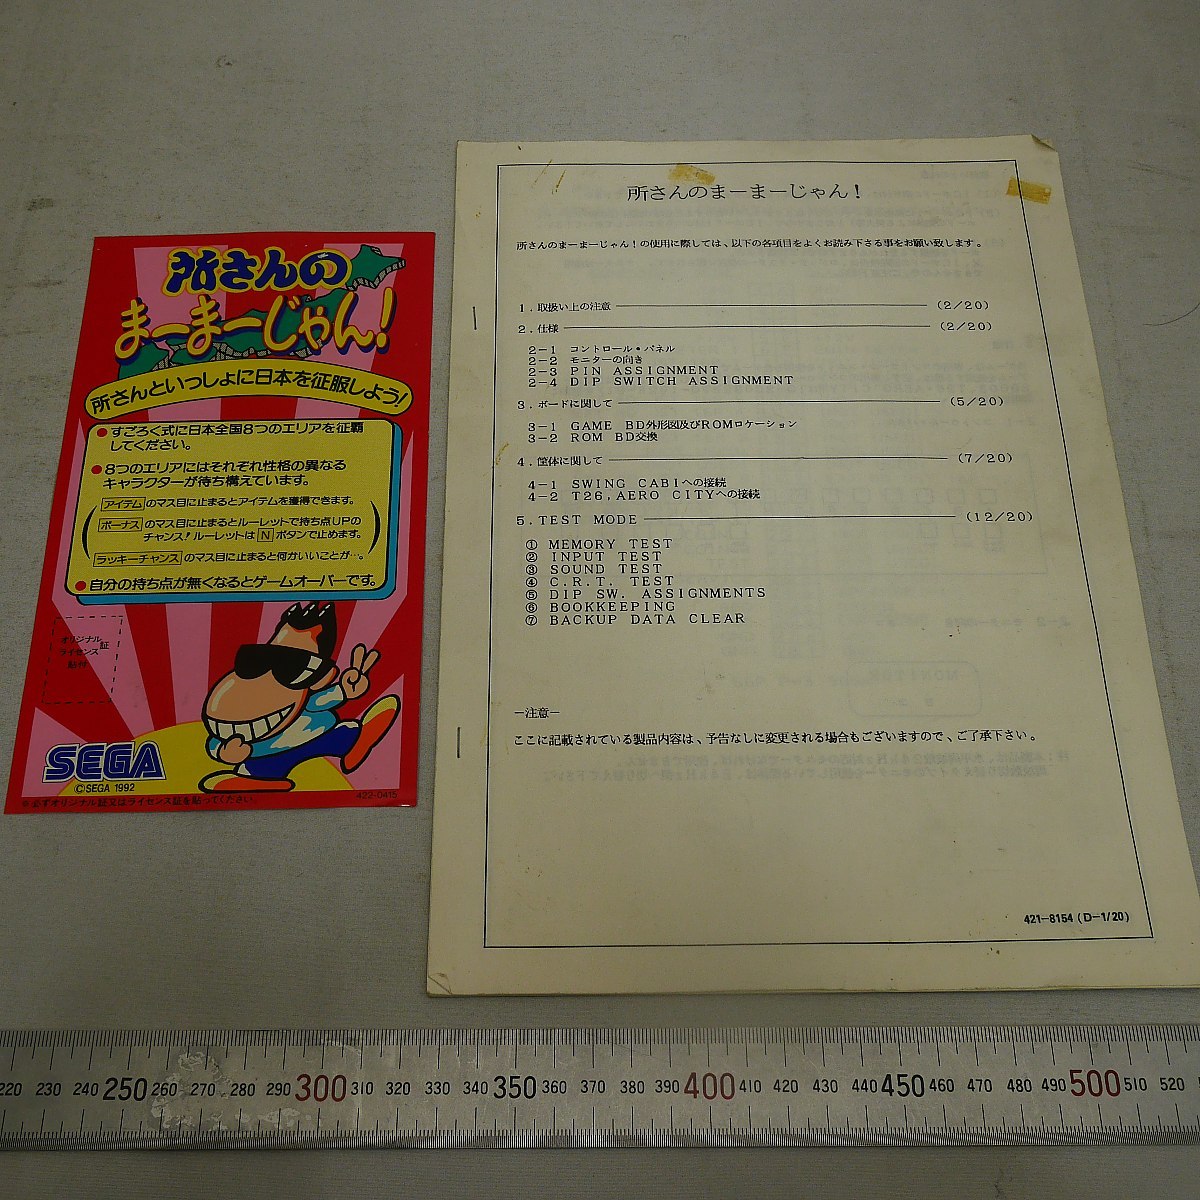 所さんの
まーまーじゃん!
所さんといっしょに日本を征服しよう!
●すごろく式に日本全国8つのエリアを征覇
してください。
●8つのエリアにはそれぞれ性格の異なる
キャラクターが待ち構えています。
アイテムのマス目に止まるとアイテムを獲得できます。
ボーナスのマス目に止まるとルーレットで持ち点UPの
チャンス!ルーレットは N ボタンで止めます。
ラッキーチャンスのマス目に止まると何かいいことが…。
●自分の持ち点が無くなるとゲームオーバーです。
オリジナル
ライセンス証
貼付
SEGA
©SEGA 1992
422-0415
※必ずオリジナル証又はライセンス証を貼ってください。
所さんのまーまーじゃん!
所さんのまーまーじゃん!の使用に際しては、以下の各項目をよくお読み下さる事をお願い致します。
1.取扱い上の注意 (2/20)
2.仕様 (2/20)
2-1 コントロール・パネル
2-2 モニターの向き
2-3 PIN ASSIGNMENT
2-4 DIP SWITCH ASSIGNMENT
3.ボードに関して (5/20)
3-1 GAME BD外形図及びROMロケーション
3-2 ROM BD交換
4.筐体に関して (7/20)
4-1 SWING CABIへの接続
4-2 T26,AERO CITYへの接続
5.TEST MODE (12/20)
① MEMORY TEST
② INPUT TEST
③ SOUND TEST
④ C.R.T. TEST
⑤ DIP SW. ASSIGNMENTS
⑥ BOOKKEEPING
⑦ BACKUP DATA CLEAR
-注意-
ここに記載されている製品内容は、予告なしに変更される場合もございますので、ご了承下さい。
421-8154 (D-1/20)
220 230 240 250 260 270 280 290 300 310 320 330 340 350 360 370 380 390 400 410 420 430 440 450 460 470 480 490 500 510 520